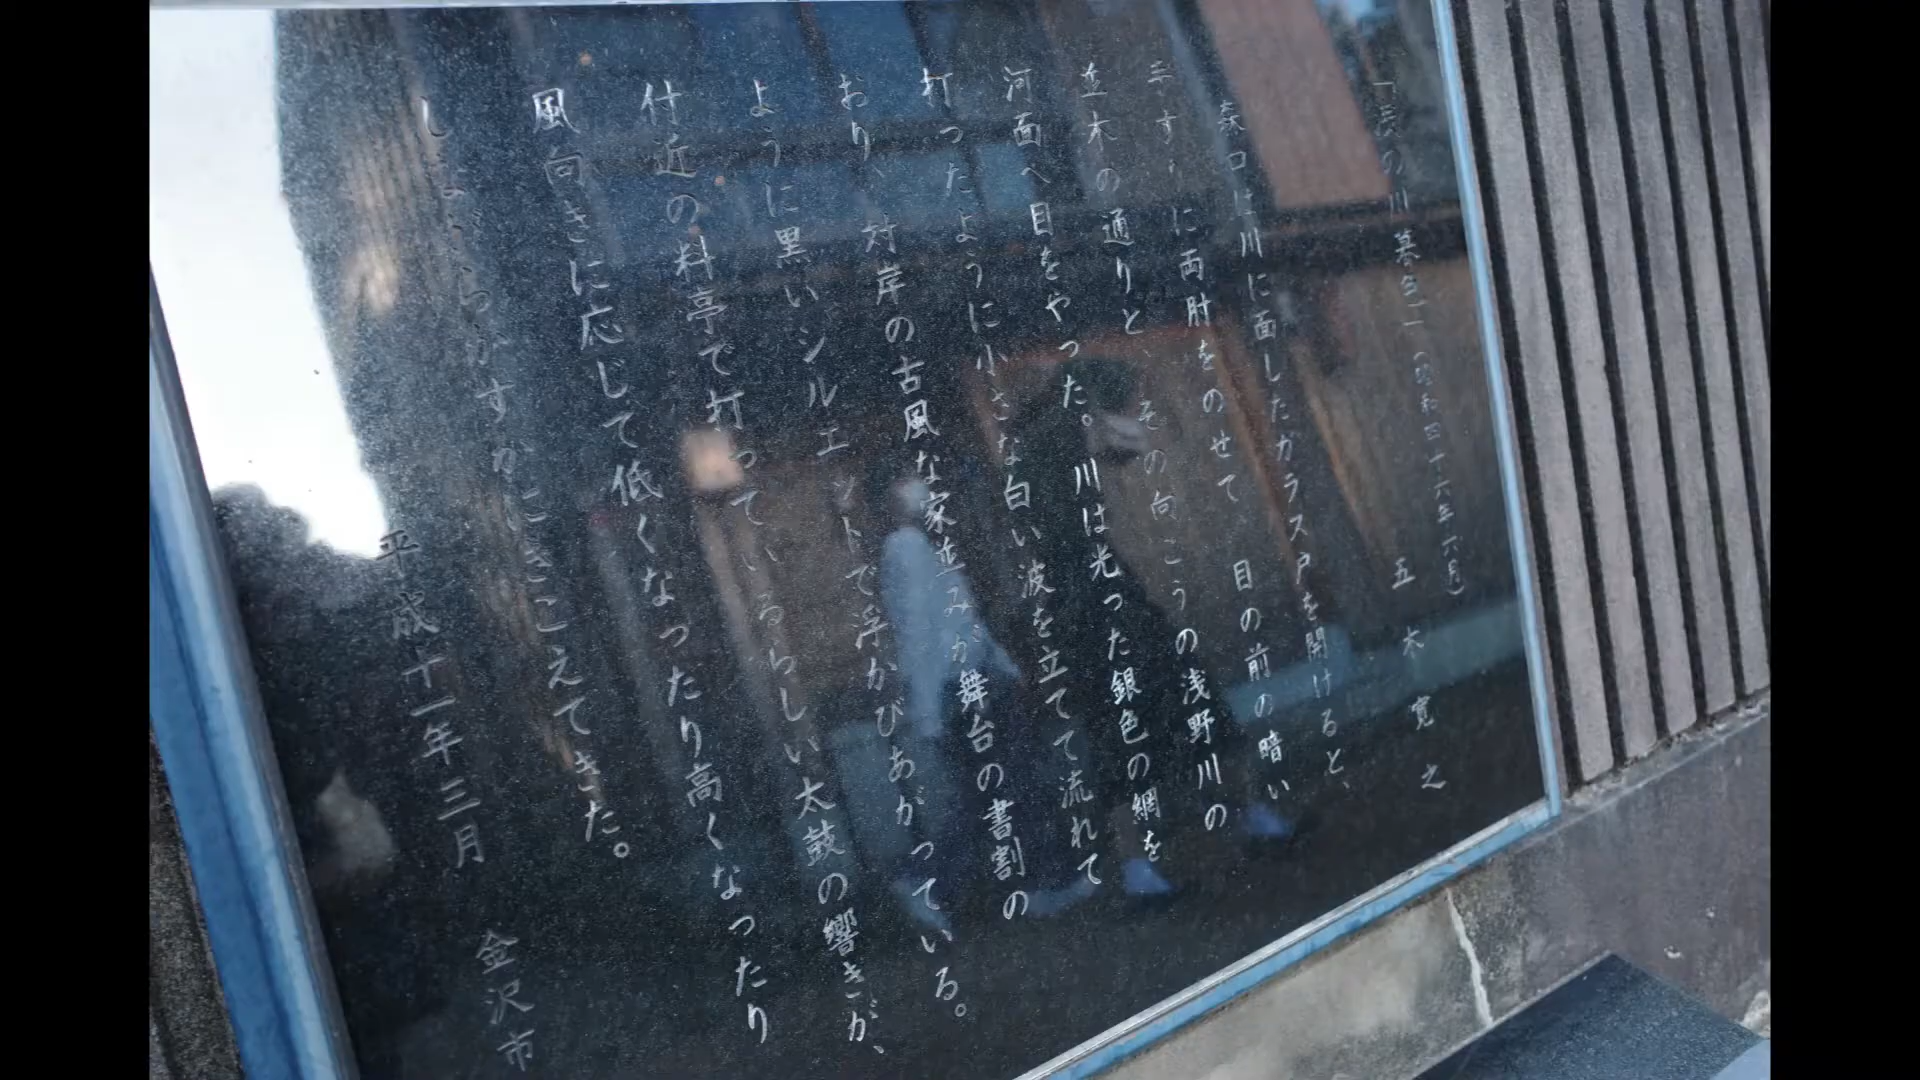 「浅の川暮色」(昭和四十六年六月)
五木寛之
森口は川に面したガラス戸を開けると、
手すりに両肘をのせて、目の前の暗い
並木の通りと、その向こうの浅野川の
河面へ目をやった。川は光った銀色の網を
打ったように小さな白い波を立てて流れて
おり、対岸の古風な家並みが舞台の書割の
ように黒いシルエットで浮かびあがっている。
付近の料亭で打っているらしい太鼓の響きが、
風向きに応じて低くなったり高くなったり
しながらかすかにきこえてきた。
平成十一年三月 金沢市